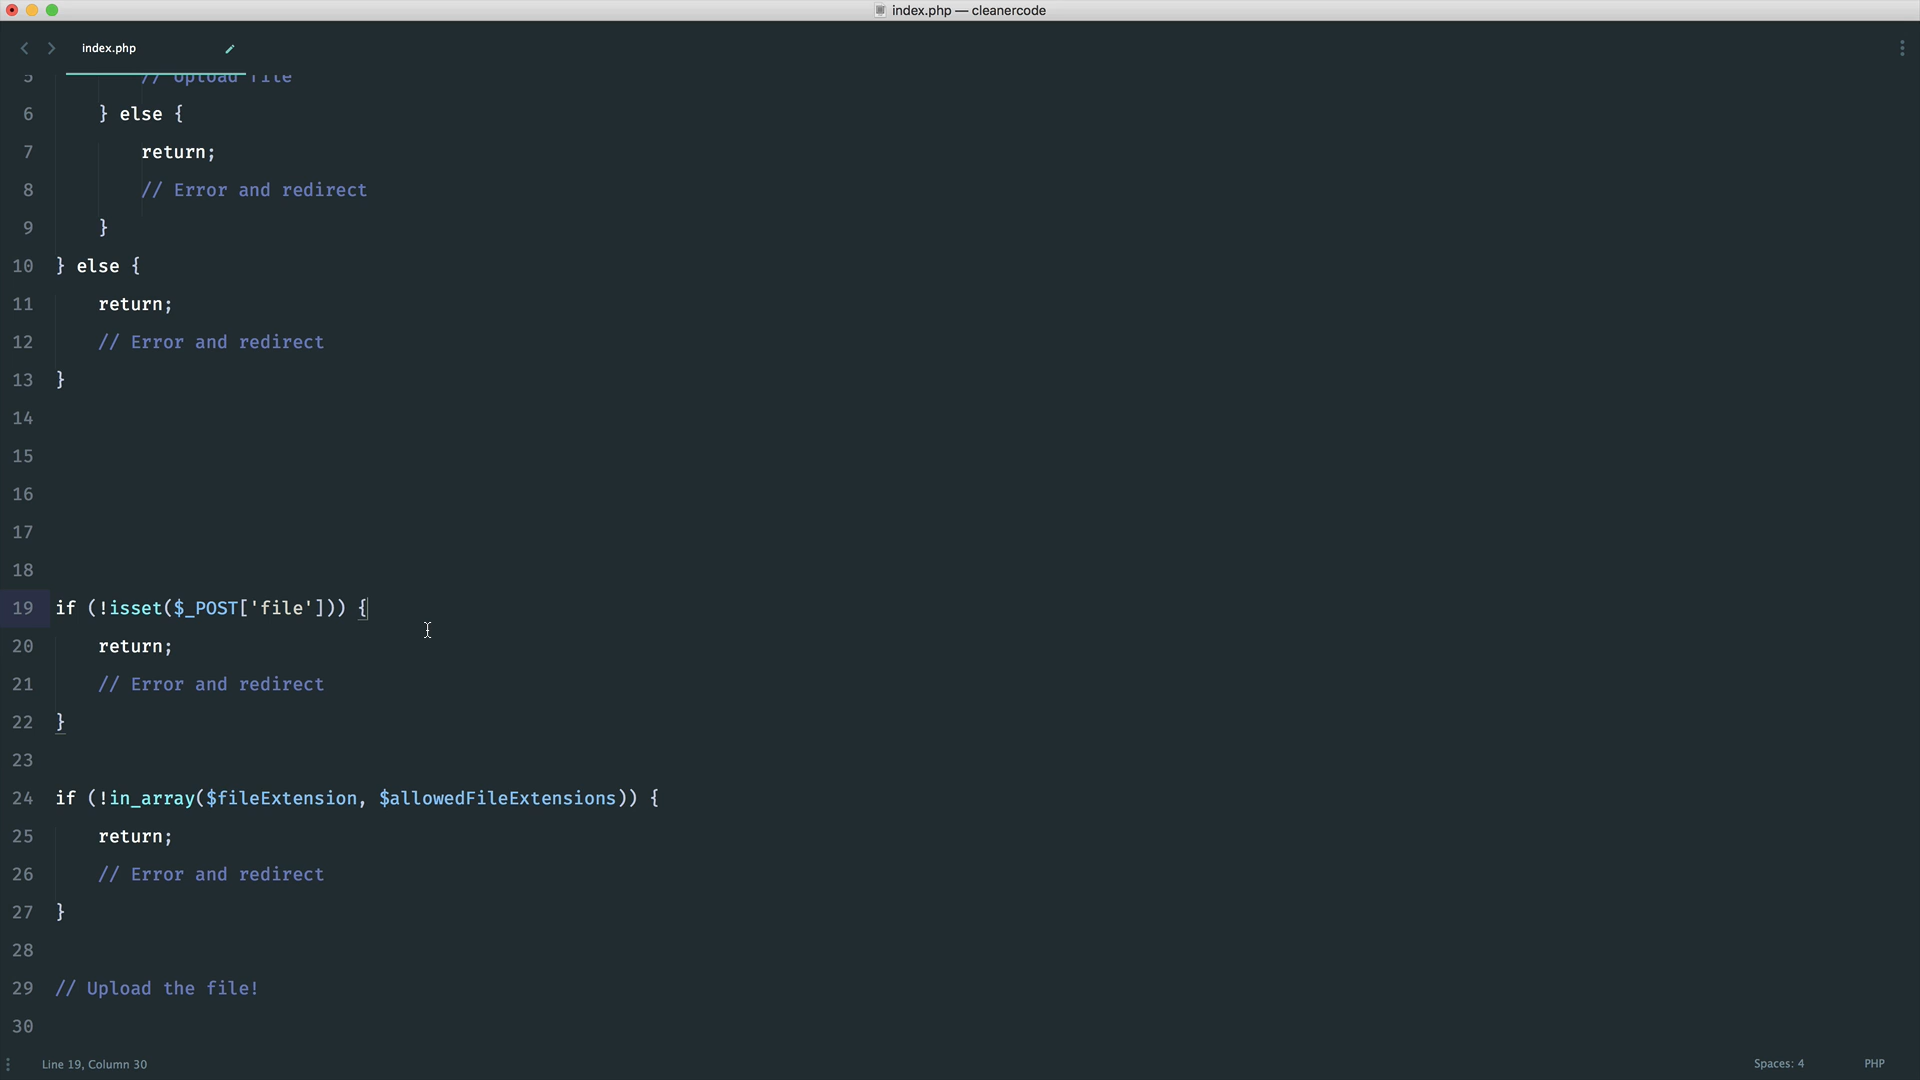 index.php — cleanercode
index.php
5 // Upload file
6 } else {
7 return;
8 // Error and redirect
9 }
10 } else {
11 return;
12 // Error and redirect
13 }
14
15
16
17
18
19 if (!isset($_POST['file'])) {
20 return;
21 // Error and redirect
22 }
23
24 if (!in_array($fileExtension, $allowedFileExtensions)) {
25 return;
26 // Error and redirect
27 }
28
29 // Upload the file!
30
Line 19, Column 30 Spaces: 4 PHP